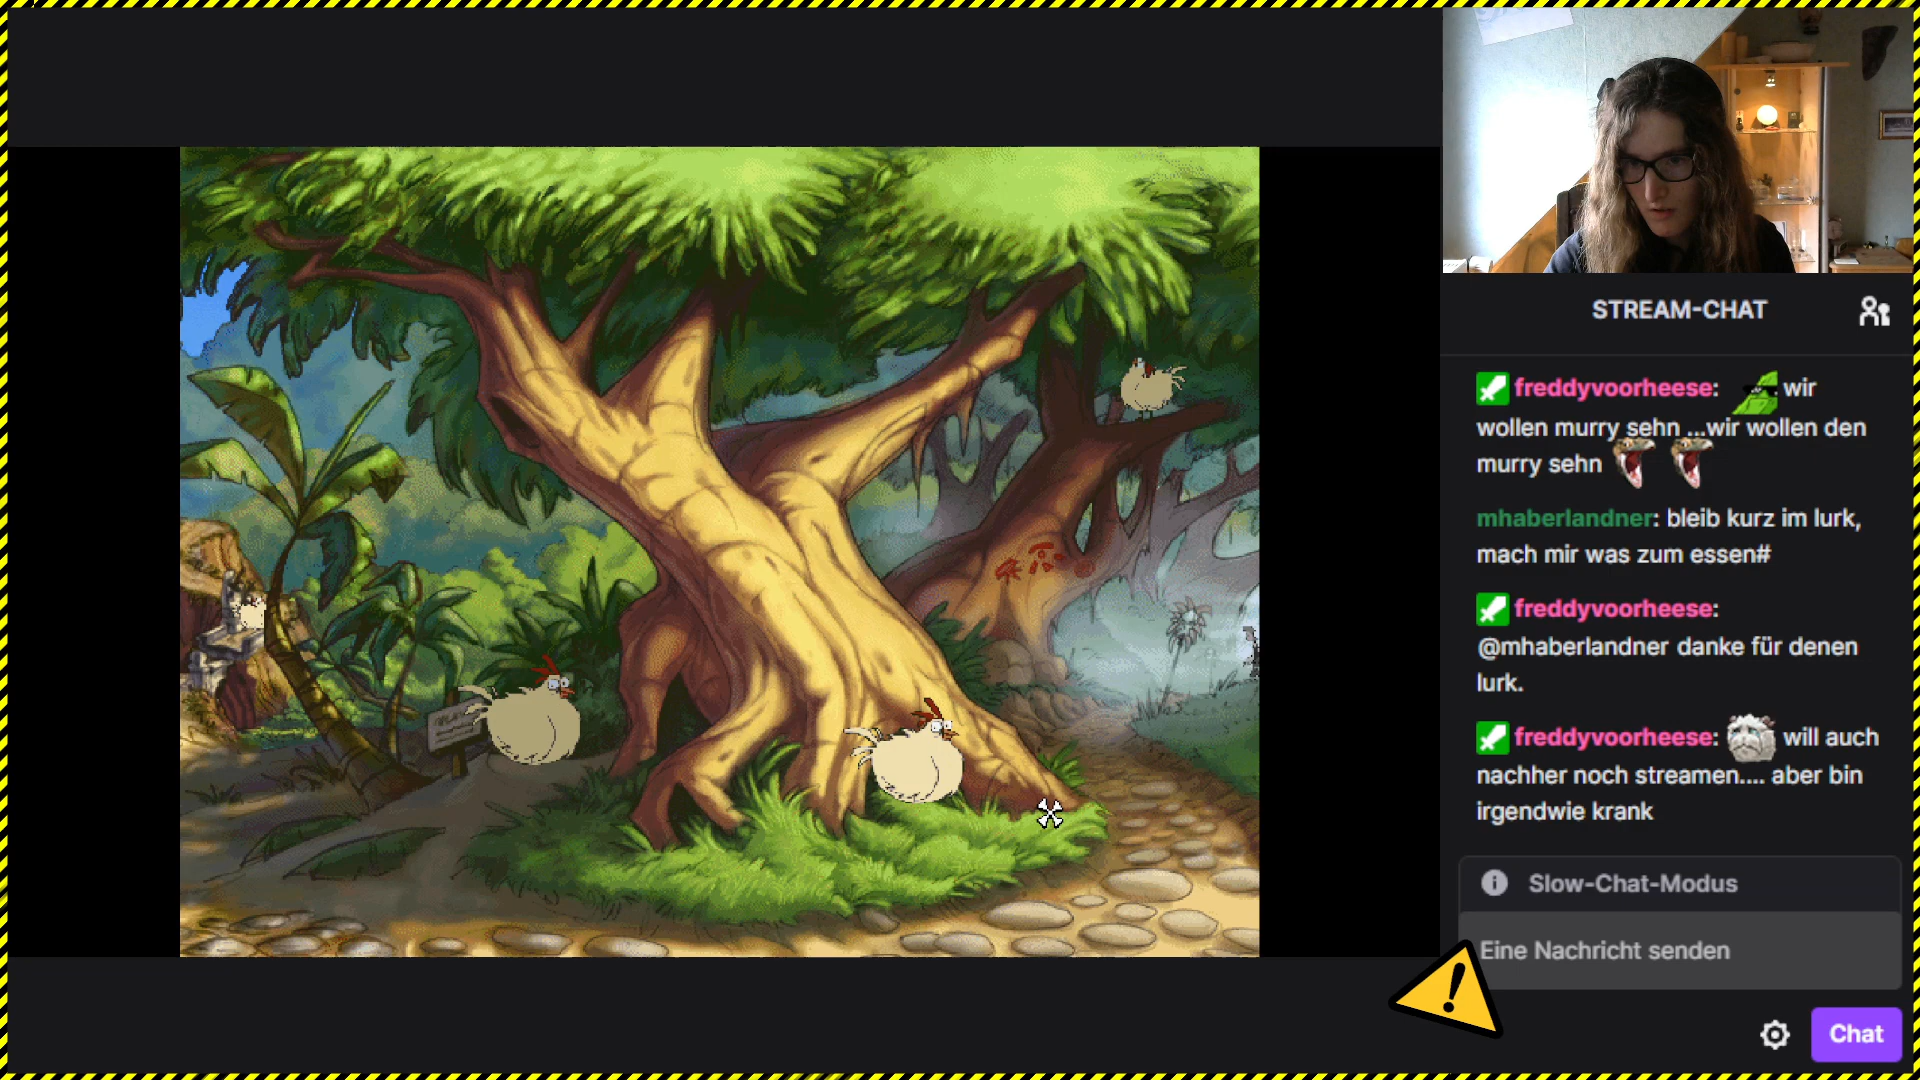 STREAM-CHAT
freddyvoorheese: wir
wollen murry sehn ...wir wollen den
murry sehn
mhaberlandner: bleib kurz im lurk,
mach mir was zum essen#
freddyvoorheese:
@mhaberlandner danke für denen
lurk.
freddyvoorheese: will auch
nachher noch streamen.... aber bin
irgendwie krank
Slow-Chat-Modus
Eine Nachricht senden
Chat